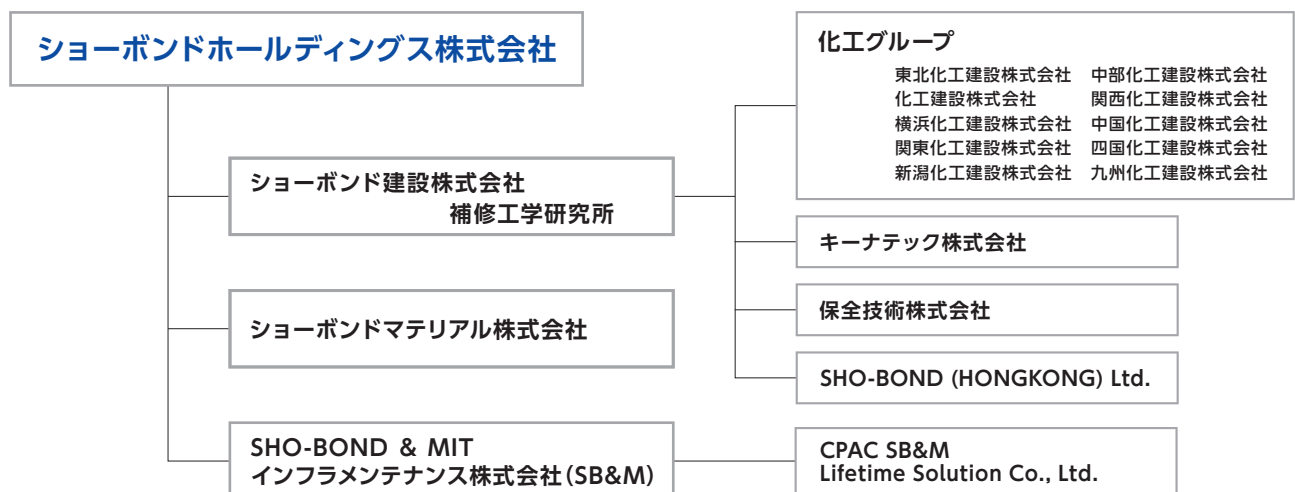 ショーボンドホールディングス株式会社
ショーボンド建設株式会社
補修工学研究所
ショーボンドマテリアル株式会社
SHO-BOND & MIT
インフラメンテナンス株式会社(SB&M)
化工グループ
東北化工建設株式会社 中部化工建設株式会社
化工建設株式会社 関西化工建設株式会社
横浜化工建設株式会社 中国化工建設株式会社
関東化工建設株式会社 四国化工建設株式会社
新潟化工建設株式会社 九州化工建設株式会社
キーナテック株式会社
保全技術株式会社
SHO-BOND (HONGKONG) Ltd.
CPAC SB&M
Lifetime Solution Co., Ltd.